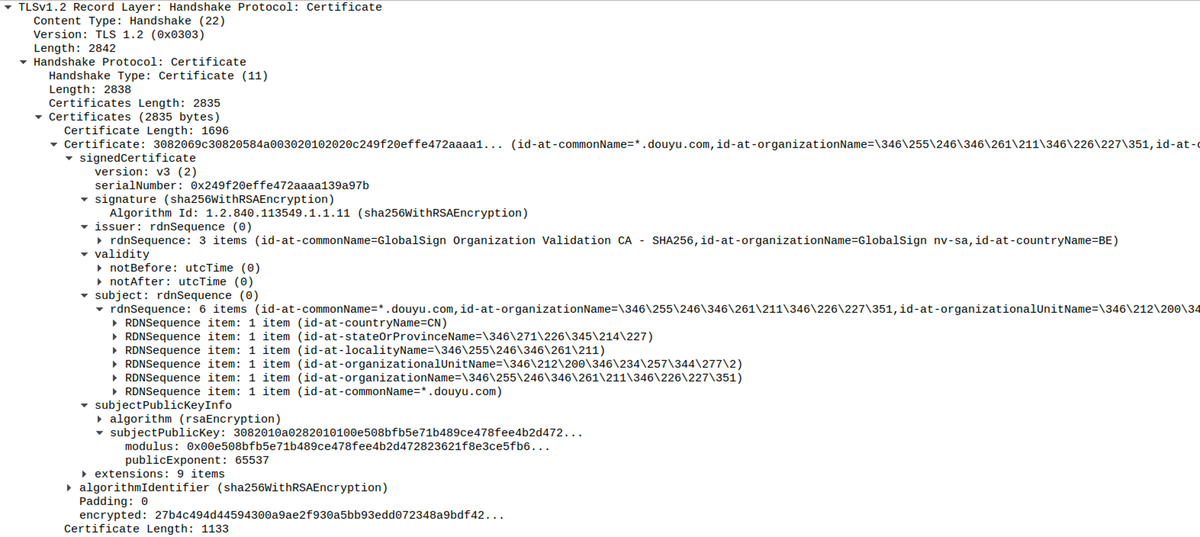 TLSv1.2 Record Layer: Handshake Protocol: Certificate
Content Type: Handshake (22)
Version: TLS 1.2 (0x0303)
Length: 2842
Handshake Protocol: Certificate
Handshake Type: Certificate (11)
Length: 2838
Certificates Length: 2835
Certificates (2835 bytes)
Certificate Length: 1696
Certificate: 3082069c30820584a003020102020c249f20effe472aaaa1... (id-at-commonName=*.douyu.com,id-at-organizationName=\346\255\246\346\261\211\346\226\227\351,id-at-c
signedCertificate
version: v3 (2)
serialNumber: 0x249f20effe472aaaa139a97b
signature (sha256WithRSAEncryption)
Algorithm Id: 1.2.840.113549.1.1.11 (sha256WithRSAEncryption)
issuer: rdnSequence (0)
rdnSequence: 3 items (id-at-commonName=GlobalSign Organization Validation CA - SHA256,id-at-organizationName=GlobalSign nv-sa,id-at-countryName=BE)
validity
notBefore: utcTime (0)
notAfter: utcTime (0)
subject: rdnSequence (0)
rdnSequence: 6 items (id-at-commonName=*.douyu.com,id-at-organizationName=\346\255\246\346\261\211\346\226\227\351,id-at-organizationalUnitName=\346\212\200\34
RDNSequence item: 1 item (id-at-countryName=CN)
RDNSequence item: 1 item (id-at-stateOrProvinceName=\346\271\226\345\214\227)
RDNSequence item: 1 item (id-at-localityName=\346\255\246\346\261\211)
RDNSequence item: 1 item (id-at-organizationalUnitName=\346\212\200\346\234\257\344\277\2)
RDNSequence item: 1 item (id-at-organizationName=\346\255\246\346\261\211\346\226\227\351)
RDNSequence item: 1 item (id-at-commonName=*.douyu.com)
subjectPublicKeyInfo
algorithm (rsaEncryption)
subjectPublicKey: 3082010a0282010100e508bfb5e71b489ce478fee4b2d472...
modulus: 0x00e508bfb5e71b489ce478fee4b2d472823621f8e3ce5fb6...
publicExponent: 65537
extensions: 9 items
algorithmIdentifier (sha256WithRSAEncryption)
Padding: 0
encrypted: 27b4c494d44594300a9ae2f930a5bb93edd072348a9bdf42...
Certificate Length: 1133